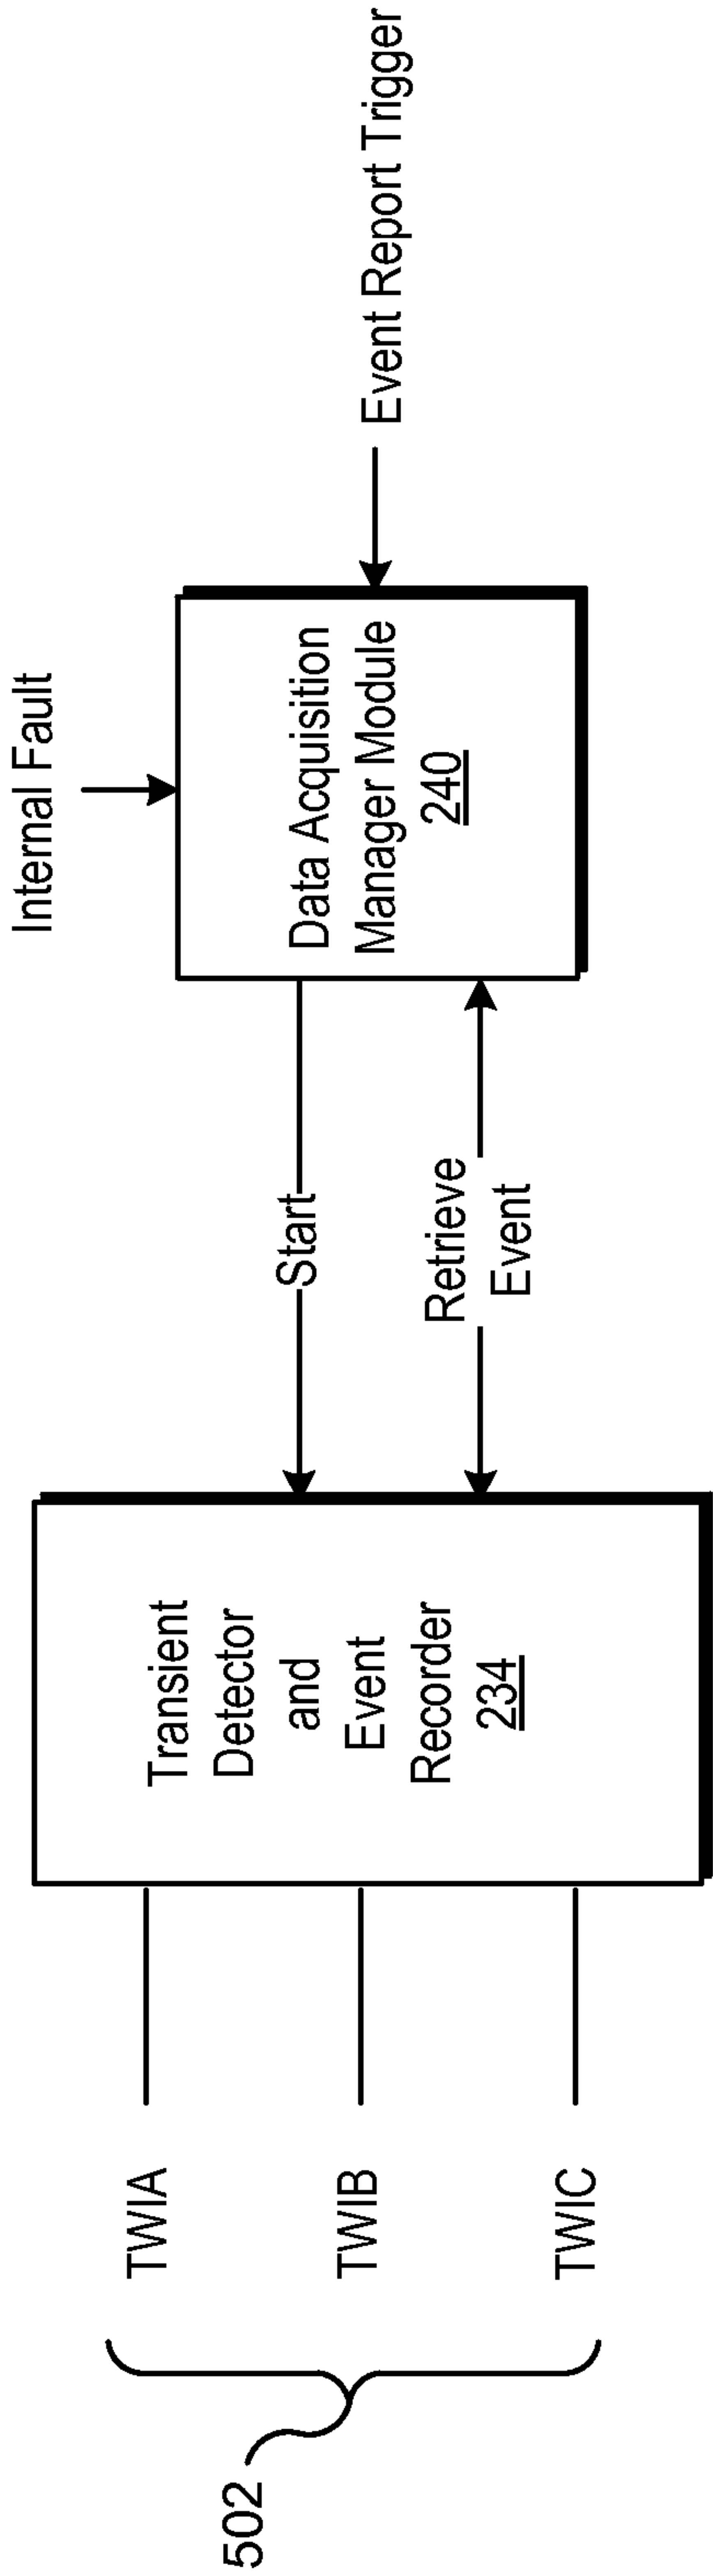 502
TWIA
TWIB
TWIC
Transient
Detector
and
Event
Recorder
234
Start
Retrieve
Event
Internal Fault
Data Acquisition
Manager Module
240
Event Report Trigger